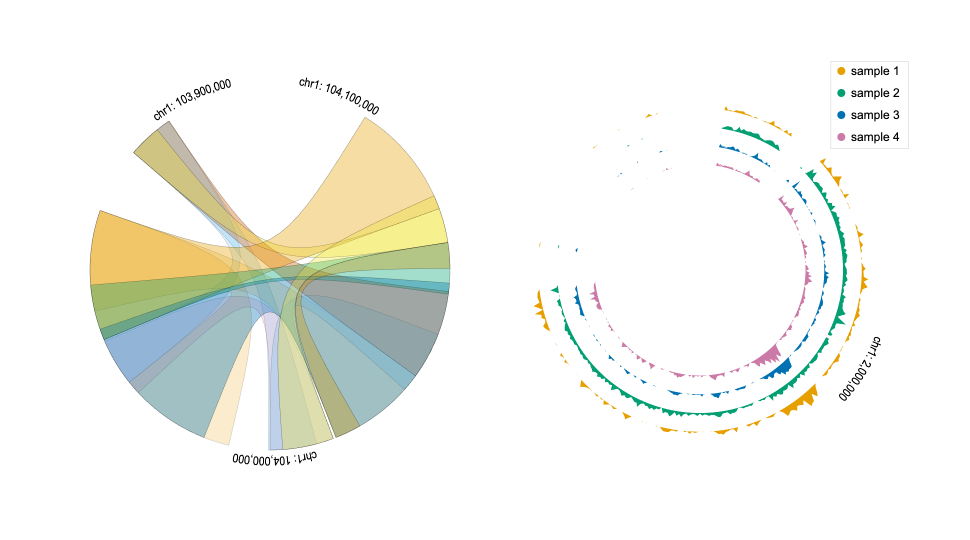 chr1: 103,900,000
chr1: 104,100,000
chr1: 104,000,000
sample 1
sample 2
sample 3
sample 4
chr1: 2,000,000